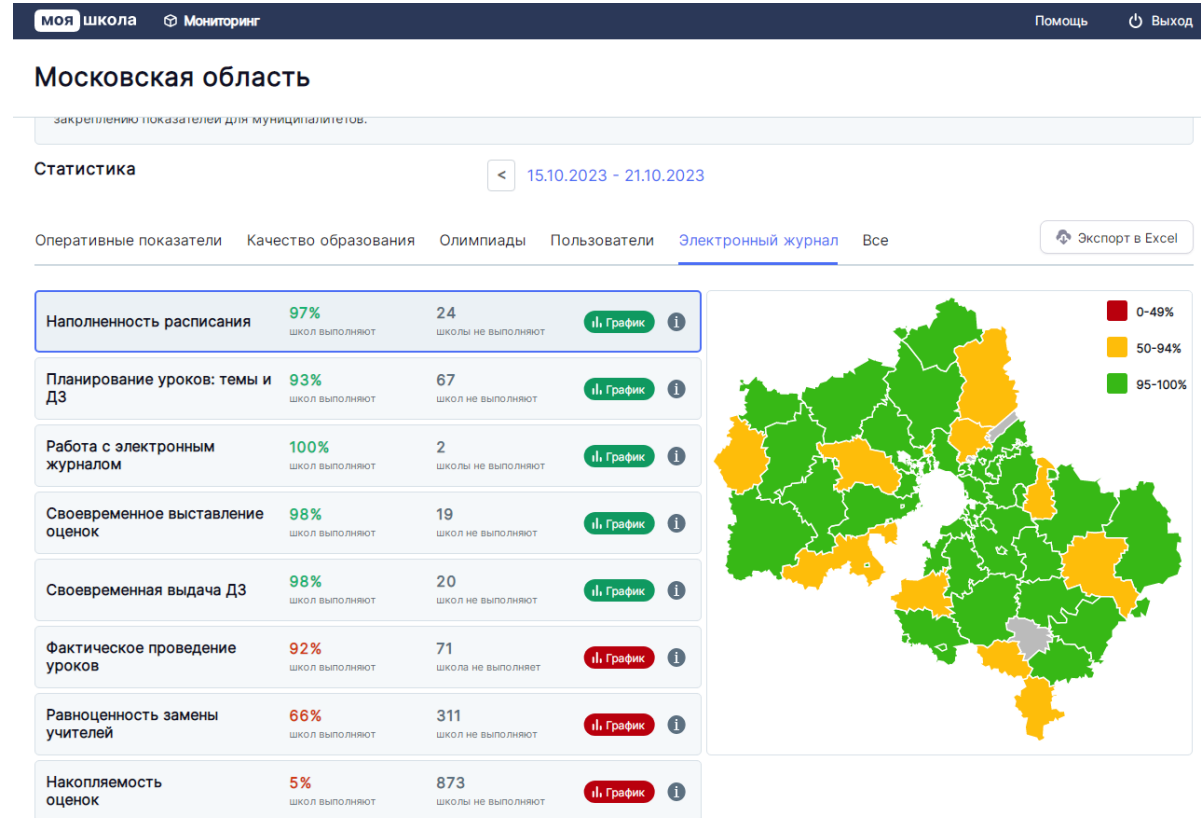 моя школа Мониторинг Помощь Выход
Московская область
закреплению показателей для муниципалитетов.
Статистика < 15.10.2023 - 21.10.2023
Оперативные показатели Качество образования Олимпиады Пользователи Электронный журнал Все Экспорт в Excel
Наполненность расписания
97%
школ выполняют
24
школы не выполняют
График
Планирование уроков: темы и
ДЗ
93%
школ выполняют
67
школ не выполняют
График
Работа с электронным
журналом
100%
школ выполняют
2
школы не выполняют
График
Своевременное выставление
оценок
98%
школ выполняют
19
школ не выполняют
График
Своевременная выдача ДЗ
98%
школ выполняют
20
школ не выполняют
График
Фактическое проведение
уроков
92%
школ выполняют
71
школа не выполняет
График
Равноценность замены
учителей
66%
школ выполняют
311
школ не выполняют
График
Накопляемость
оценок
5%
школ выполняют
873
школы не выполняют
График
0-49%
50-94%
95-100%